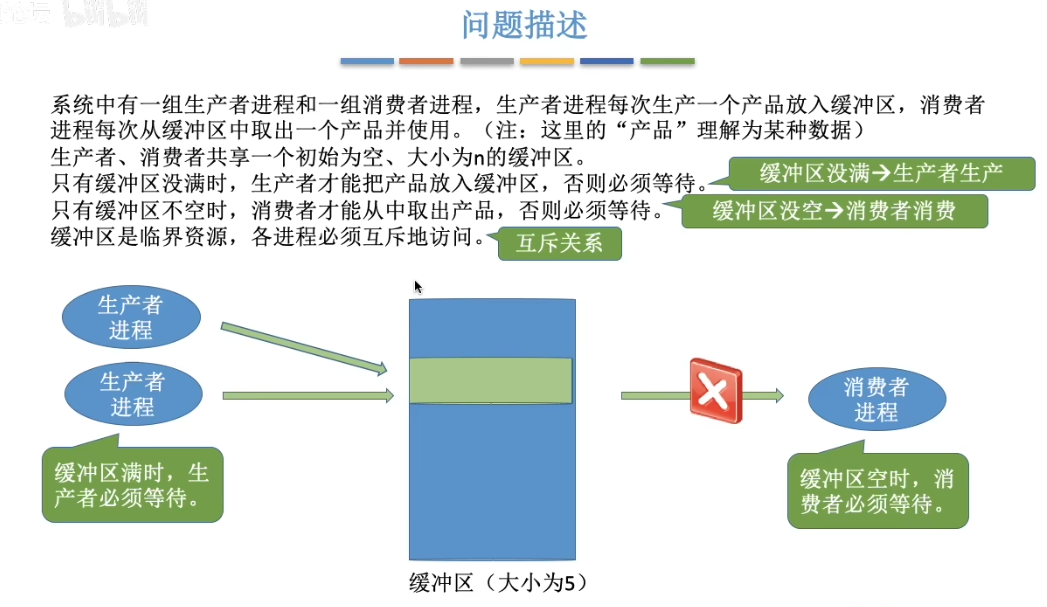 问题描述
系统中有一组生产者进程和一组消费者进程，生产者进程每次生产一个产品放入缓冲区，消费者
进程每次从缓冲区中取出一个产品并使用。（注：这里的“产品”理解为某种数据）
生产者、消费者共享一个初始为空、大小为n的缓冲区。
只有缓冲区没满时，生产者才能把产品放入缓冲区，否则必须等待。
缓冲区没满→生产者生产
只有缓冲区不空时，消费者才能从中取出产品，否则必须等待。
缓冲区没空→消费者消费
缓冲区是临界资源，各进程必须互斥地访问。
互斥关系
生产者
进程
生产者
进程
消费者
进程
缓冲区满时，生
产者必须等待。
缓冲区空时，消
费者必须等待。
缓冲区（大小为5）